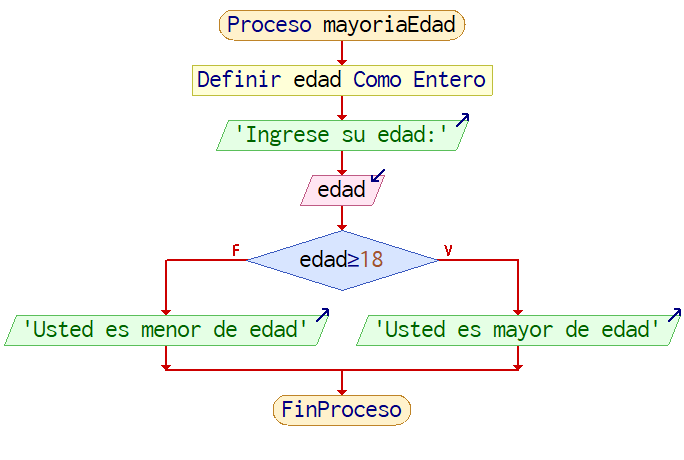 Proceso mayoriaEdad
Definir edad Como Entero
'Ingrese su edad:'
edad
edad≥18
F
V
'Usted es menor de edad'
'Usted es mayor de edad'
FinProceso